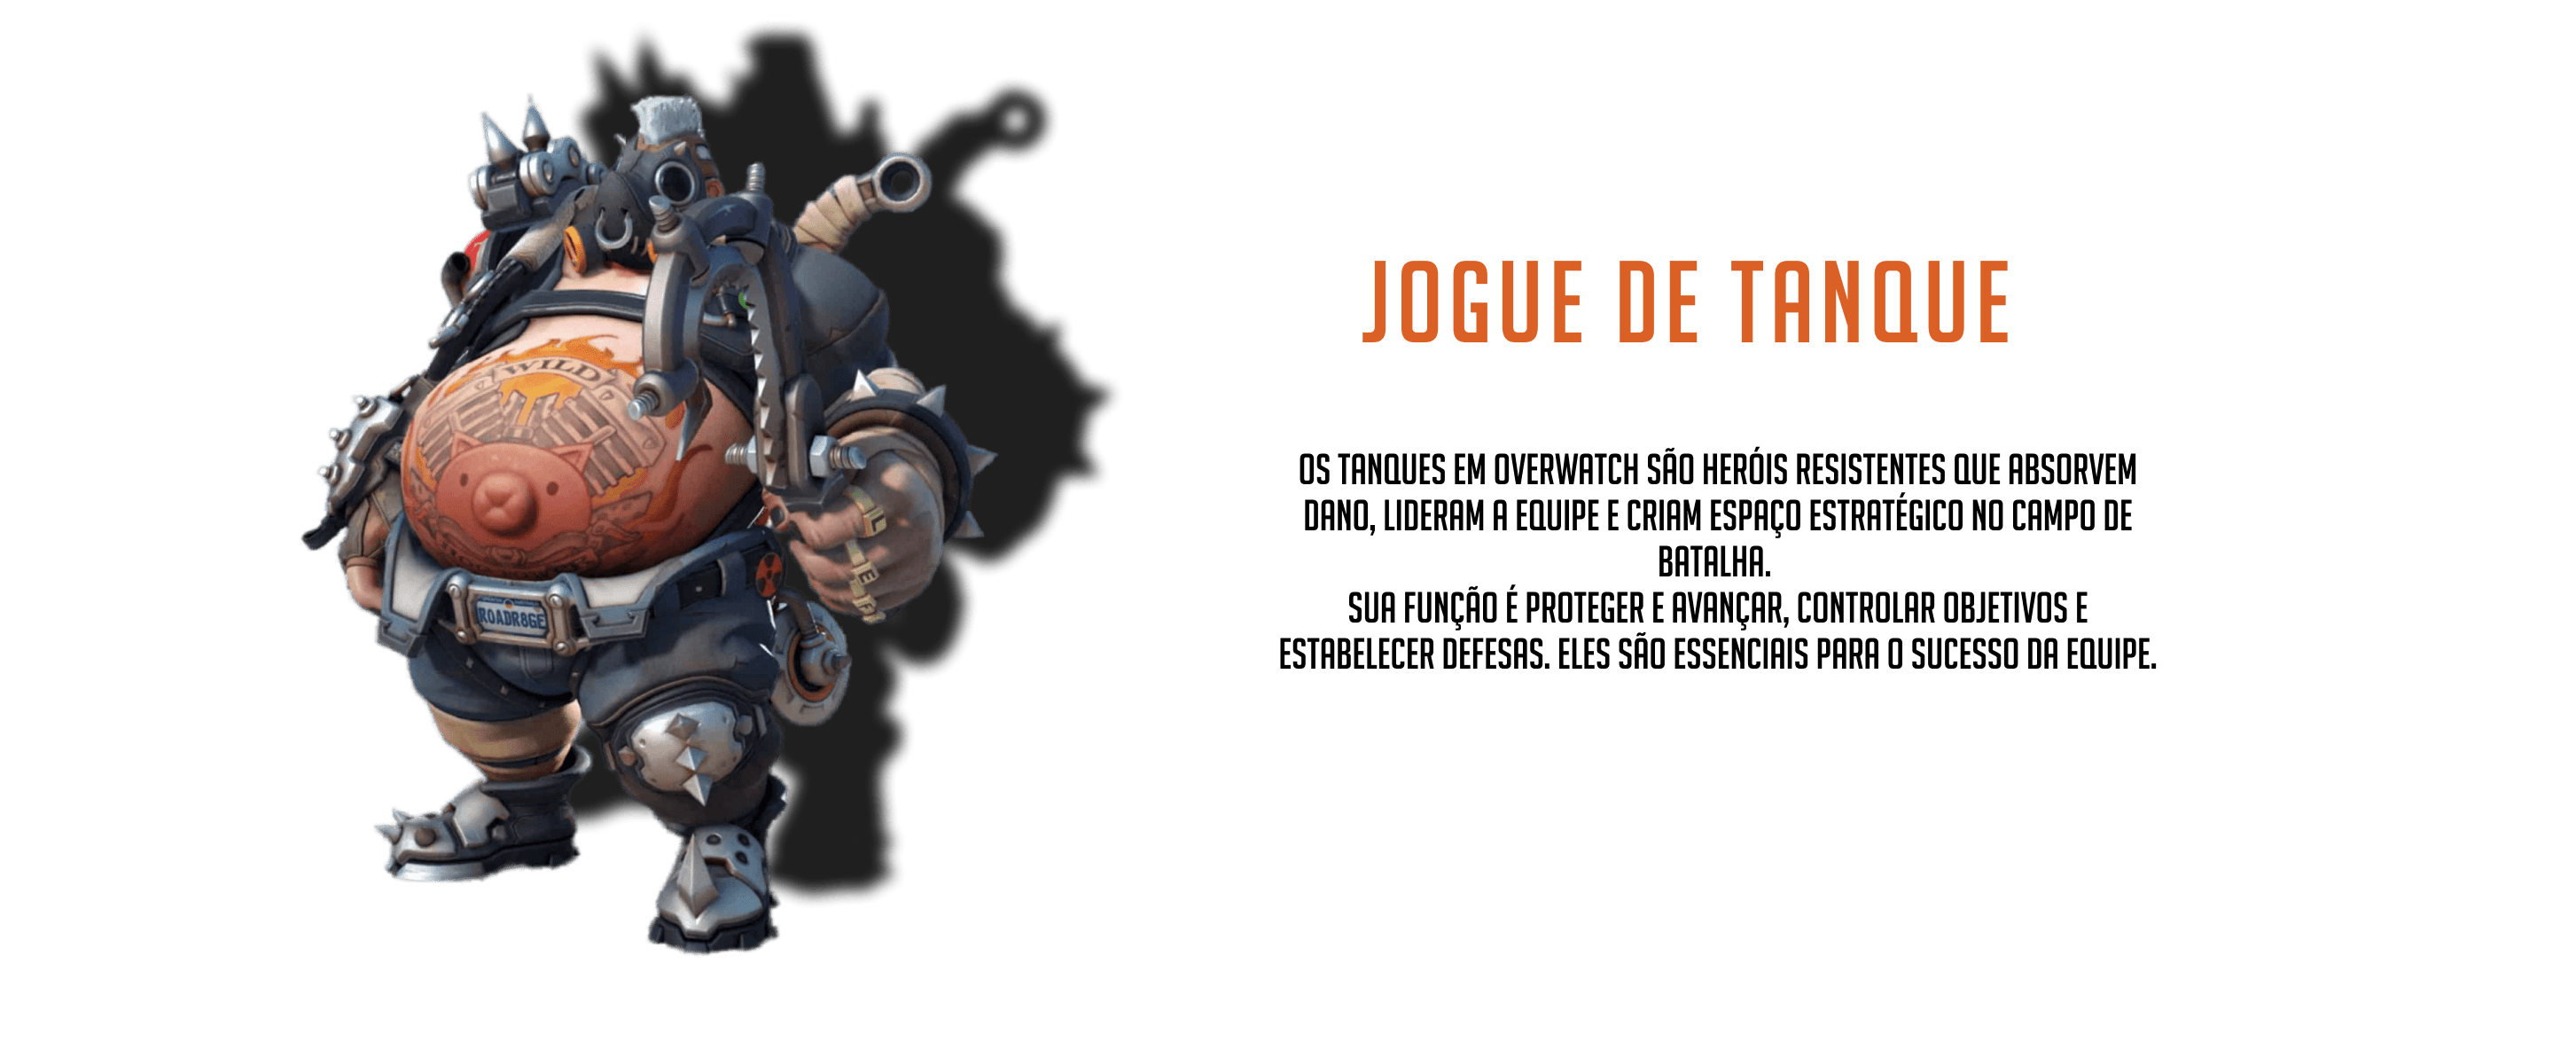 WILD
ROADR8GE
JOGUE DE TANQUE
OS TANQUES EM OVERWATCH SÃO HERÓIS RESISTENTES QUE ABSORVEM
DANO, LIDERAM A EQUIPE E CRIAM ESPAÇO ESTRATÉGICO NO CAMPO DE
BATALHA.
SUA FUNÇÃO É PROTEGER E AVANÇAR, CONTROLAR OBJETIVOS E
ESTABELECER DEFESAS. ELES SÃO ESSENCIAIS PARA O SUCESSO DA EQUIPE.